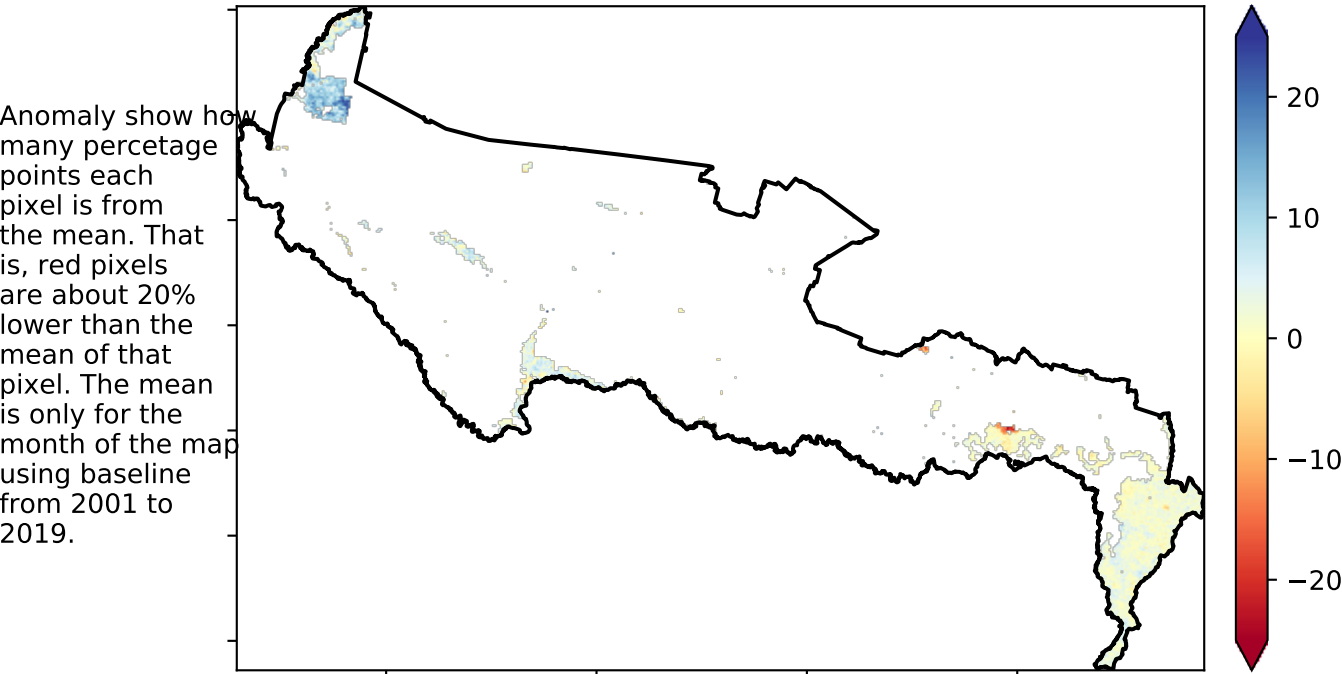 Anomaly show how
many percetage
points each
pixel is from
the mean. That
is, red pixels
are about 20%
lower than the
mean of that
pixel. The mean
is only for the
month of the map
using baseline
from 2001 to
2019.
20
10
0
−10
−20